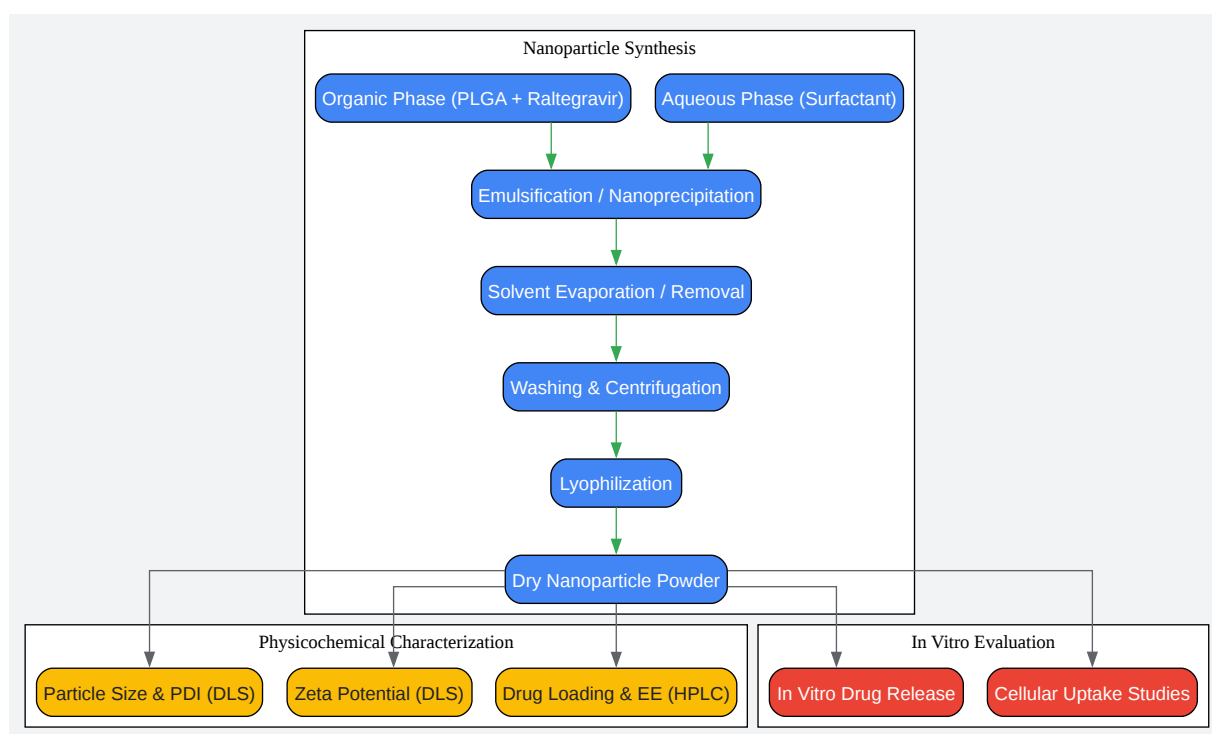 Nanoparticle Synthesis
Organic Phase (PLGA + Raltegravir)
Aqueous Phase (Surfactant)
Emulsification / Nanoprecipitation
Solvent Evaporation / Removal
Washing & Centrifugation
Lyophilization
Dry Nanoparticle Powder
Physicochemical Characterization
In Vitro Evaluation
Particle Size & PDI (DLS)
Zeta Potential (DLS)
Drug Loading & EE (HPLC)
In Vitro Drug Release
Cellular Uptake Studies